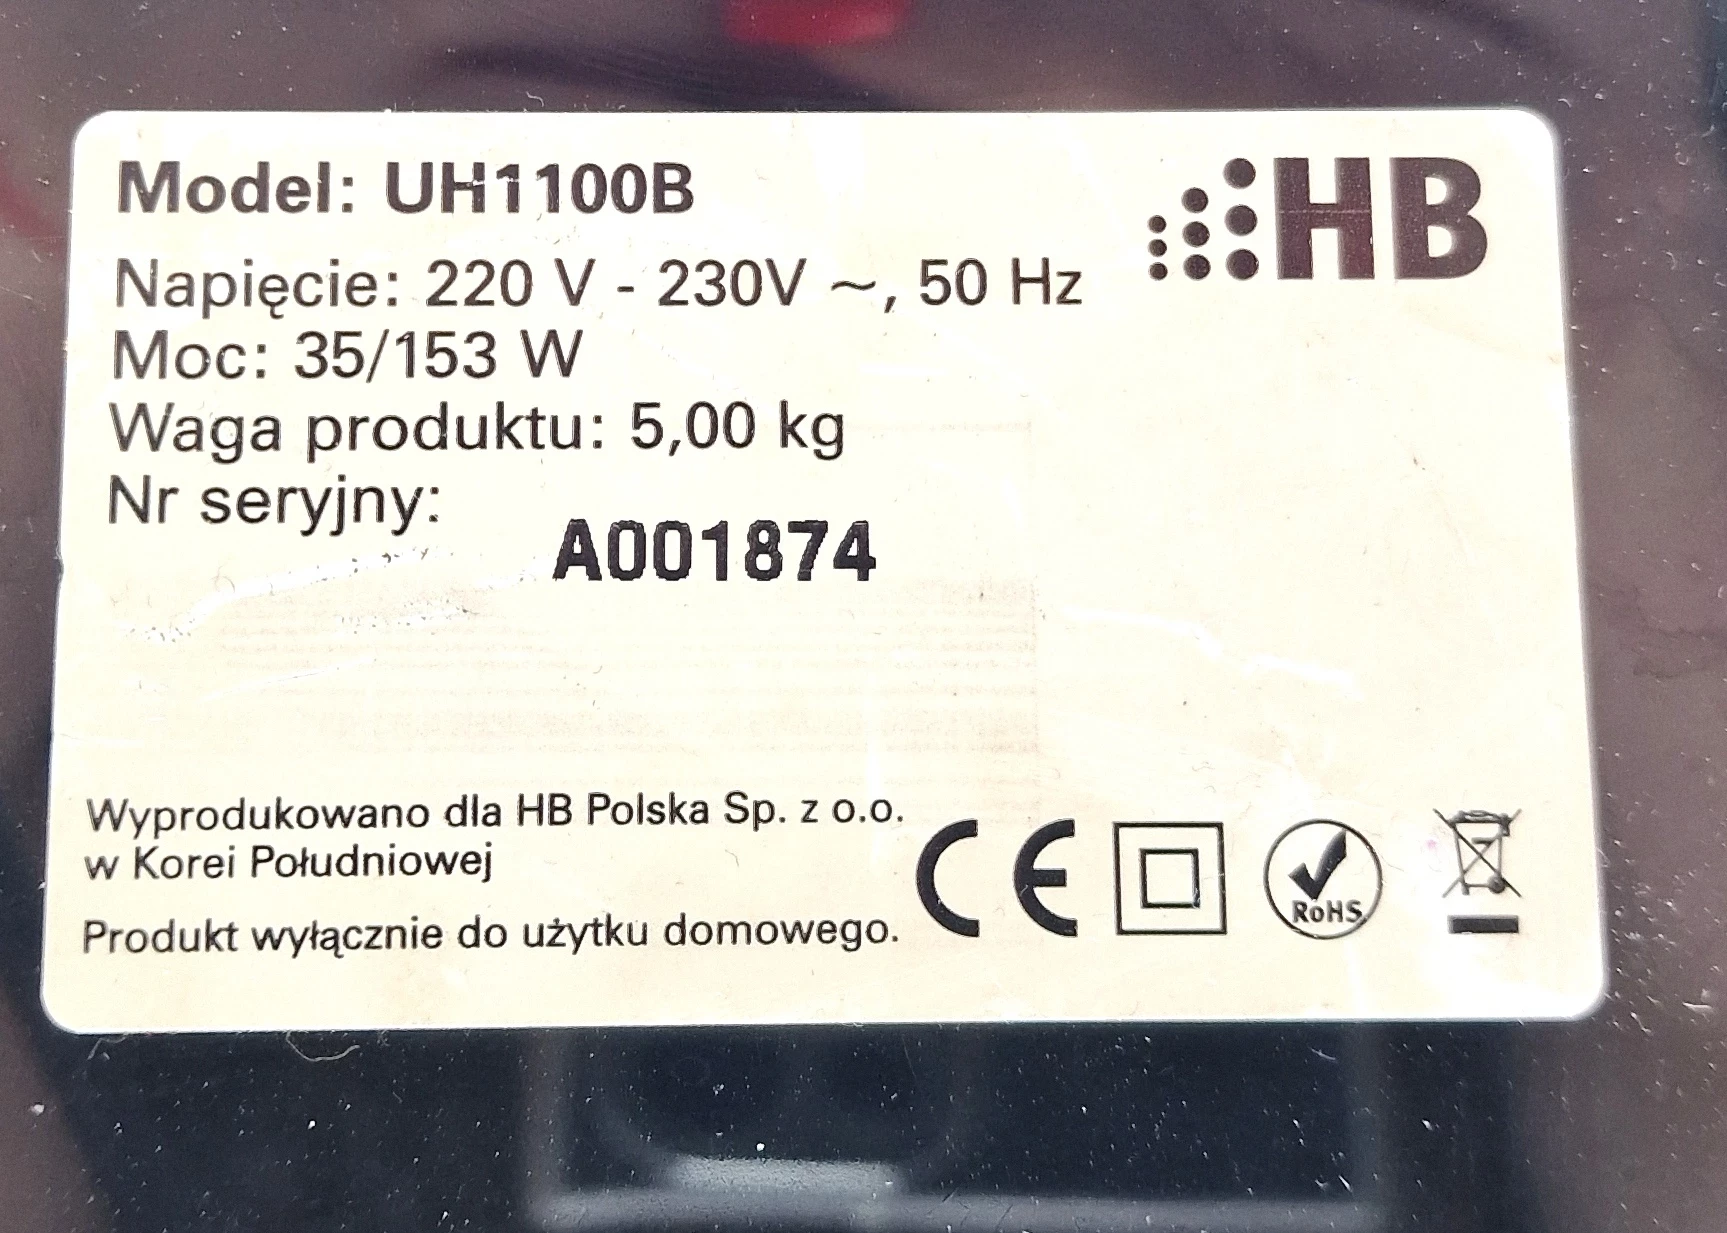 Model: UH1100B
HB
Napięcie: 220 V - 230V ~, 50 Hz
Moc: 35/153 W
Waga produktu: 5,00 kg
Nr seryjny:
A001874
Wyprodukowano dla HB Polska Sp. z o.o.
w Korei Południowej
Produkt wyłącznie do użytku domowego.
CE
RoHS